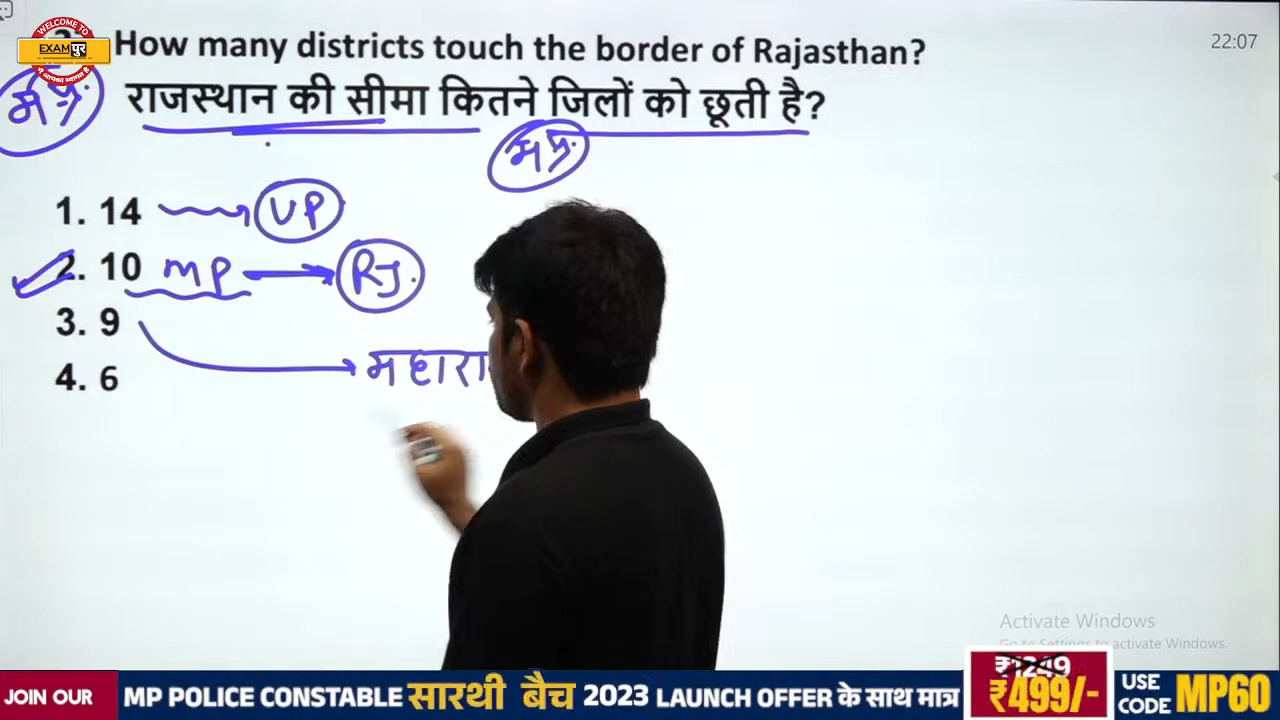 WELCOME TO
EXAMपुर
में आपका स्वागत है
22:07
How many districts touch the border of Rajasthan?
म प्र.
राजस्थान की सीमा कितने जिलों को छूती है?
म प्र.
1. 14 UP
2. 10 MP RJ.
3. 9
महारा
4. 6
Activate Windows
Go to Settings to activate Windows.
JOIN OUR MP POLICE CONSTABLE सारथी बैच 2023 LAUNCH OFFER के साथ मात्र
₹1249
₹499/-
USE CODE MP60